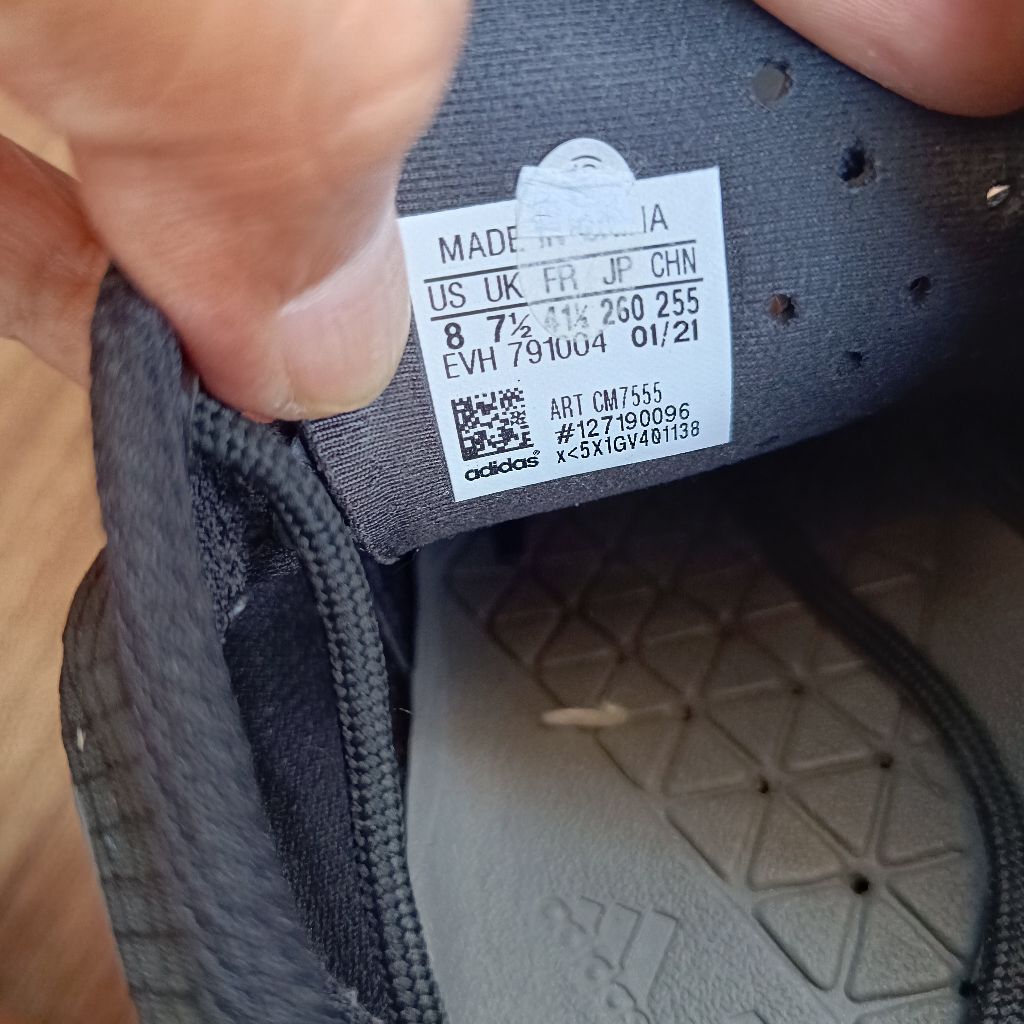 MADE IN CHINA
US UK FR JP CHN
8 7½ 41⅓ 260 255
EVH 791004 01/21
ART CM7555
#127190096
x<5X1GV401138
adidas